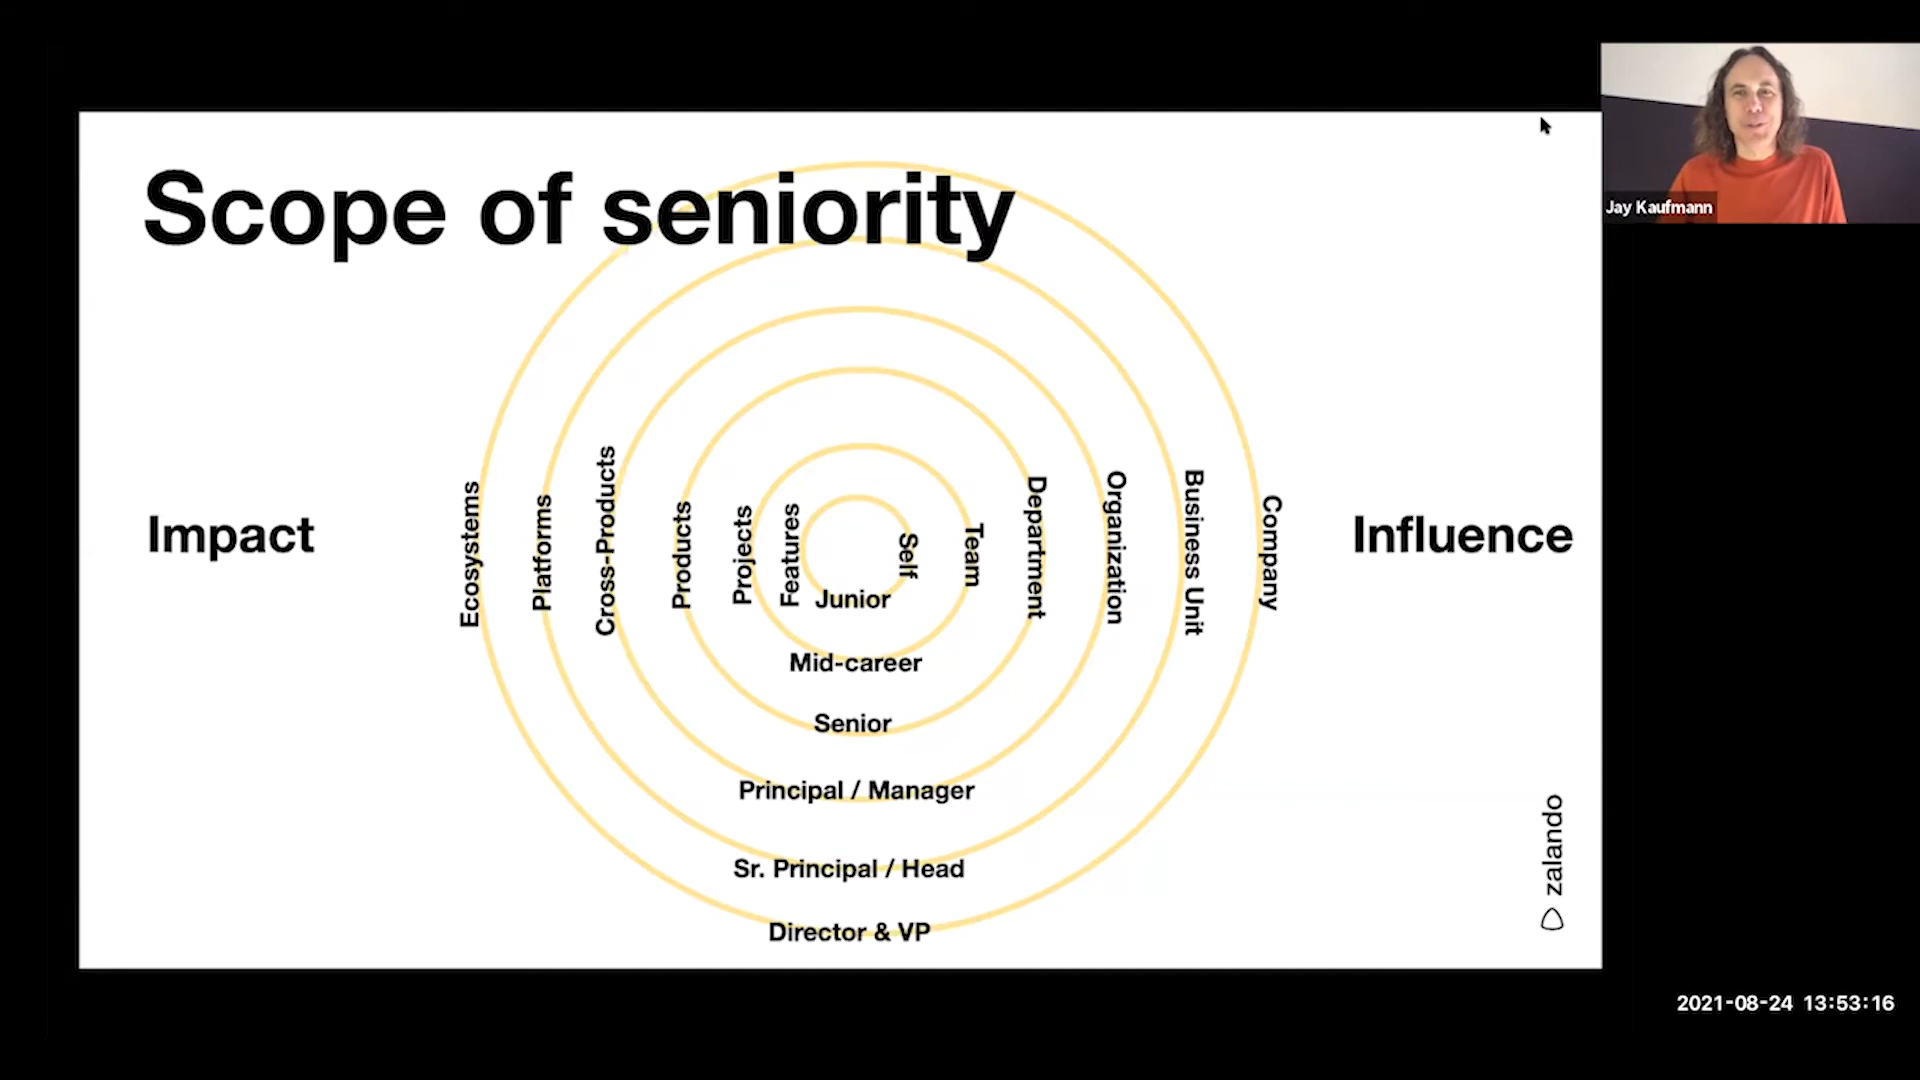 Scope of seniority
Jay Kaufmann
Impact
Ecosystems
Platforms
Cross-Products
Products
Projects
Features
Self
Team
Department
Organization
Business Unit
Company
Influence
Junior
Mid-career
Senior
Principal / Manager
Sr. Principal / Head
Director & VP
zalando
2021-08-24 13:53:16